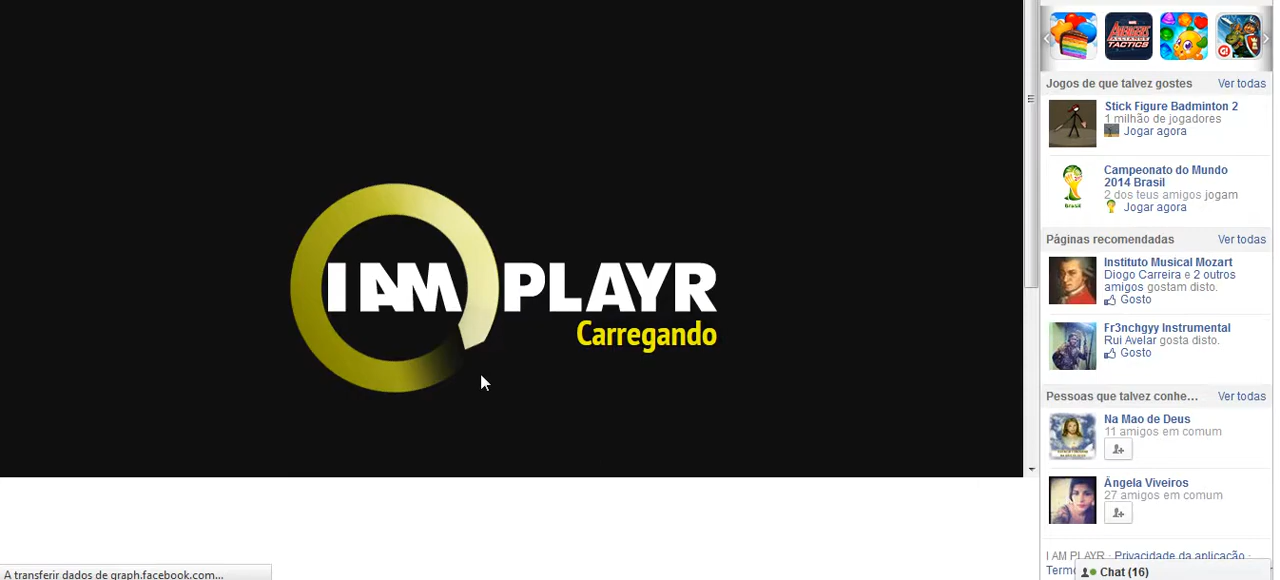 I AM PLAYR
Carregando
A transferir dados de graph.facebook.com...
MARVEL
AVENGERS
ALLIANCE
TACTICS
Jogos de que talvez gostes
Ver todas
Stick Figure Badminton 2
1 milhão de jogadores
Jogar agora
Campeonato do Mundo
2014 Brasil
2 dos teus amigos jogam
Jogar agora
Páginas recomendadas
Ver todas
Instituto Musical Mozart
Diogo Carreira e 2 outros
amigos gostam disto.
Gosto
Fr3nchgyy Instrumental
Rui Avelar gosta disto.
Gosto
Pessoas que talvez conhe...
Ver todas
Na Mao de Deus
11 amigos em comum
Ângela Viveiros
27 amigos em comum
I AM PLAYR · Privacidade da aplicação ·
Chat (16)